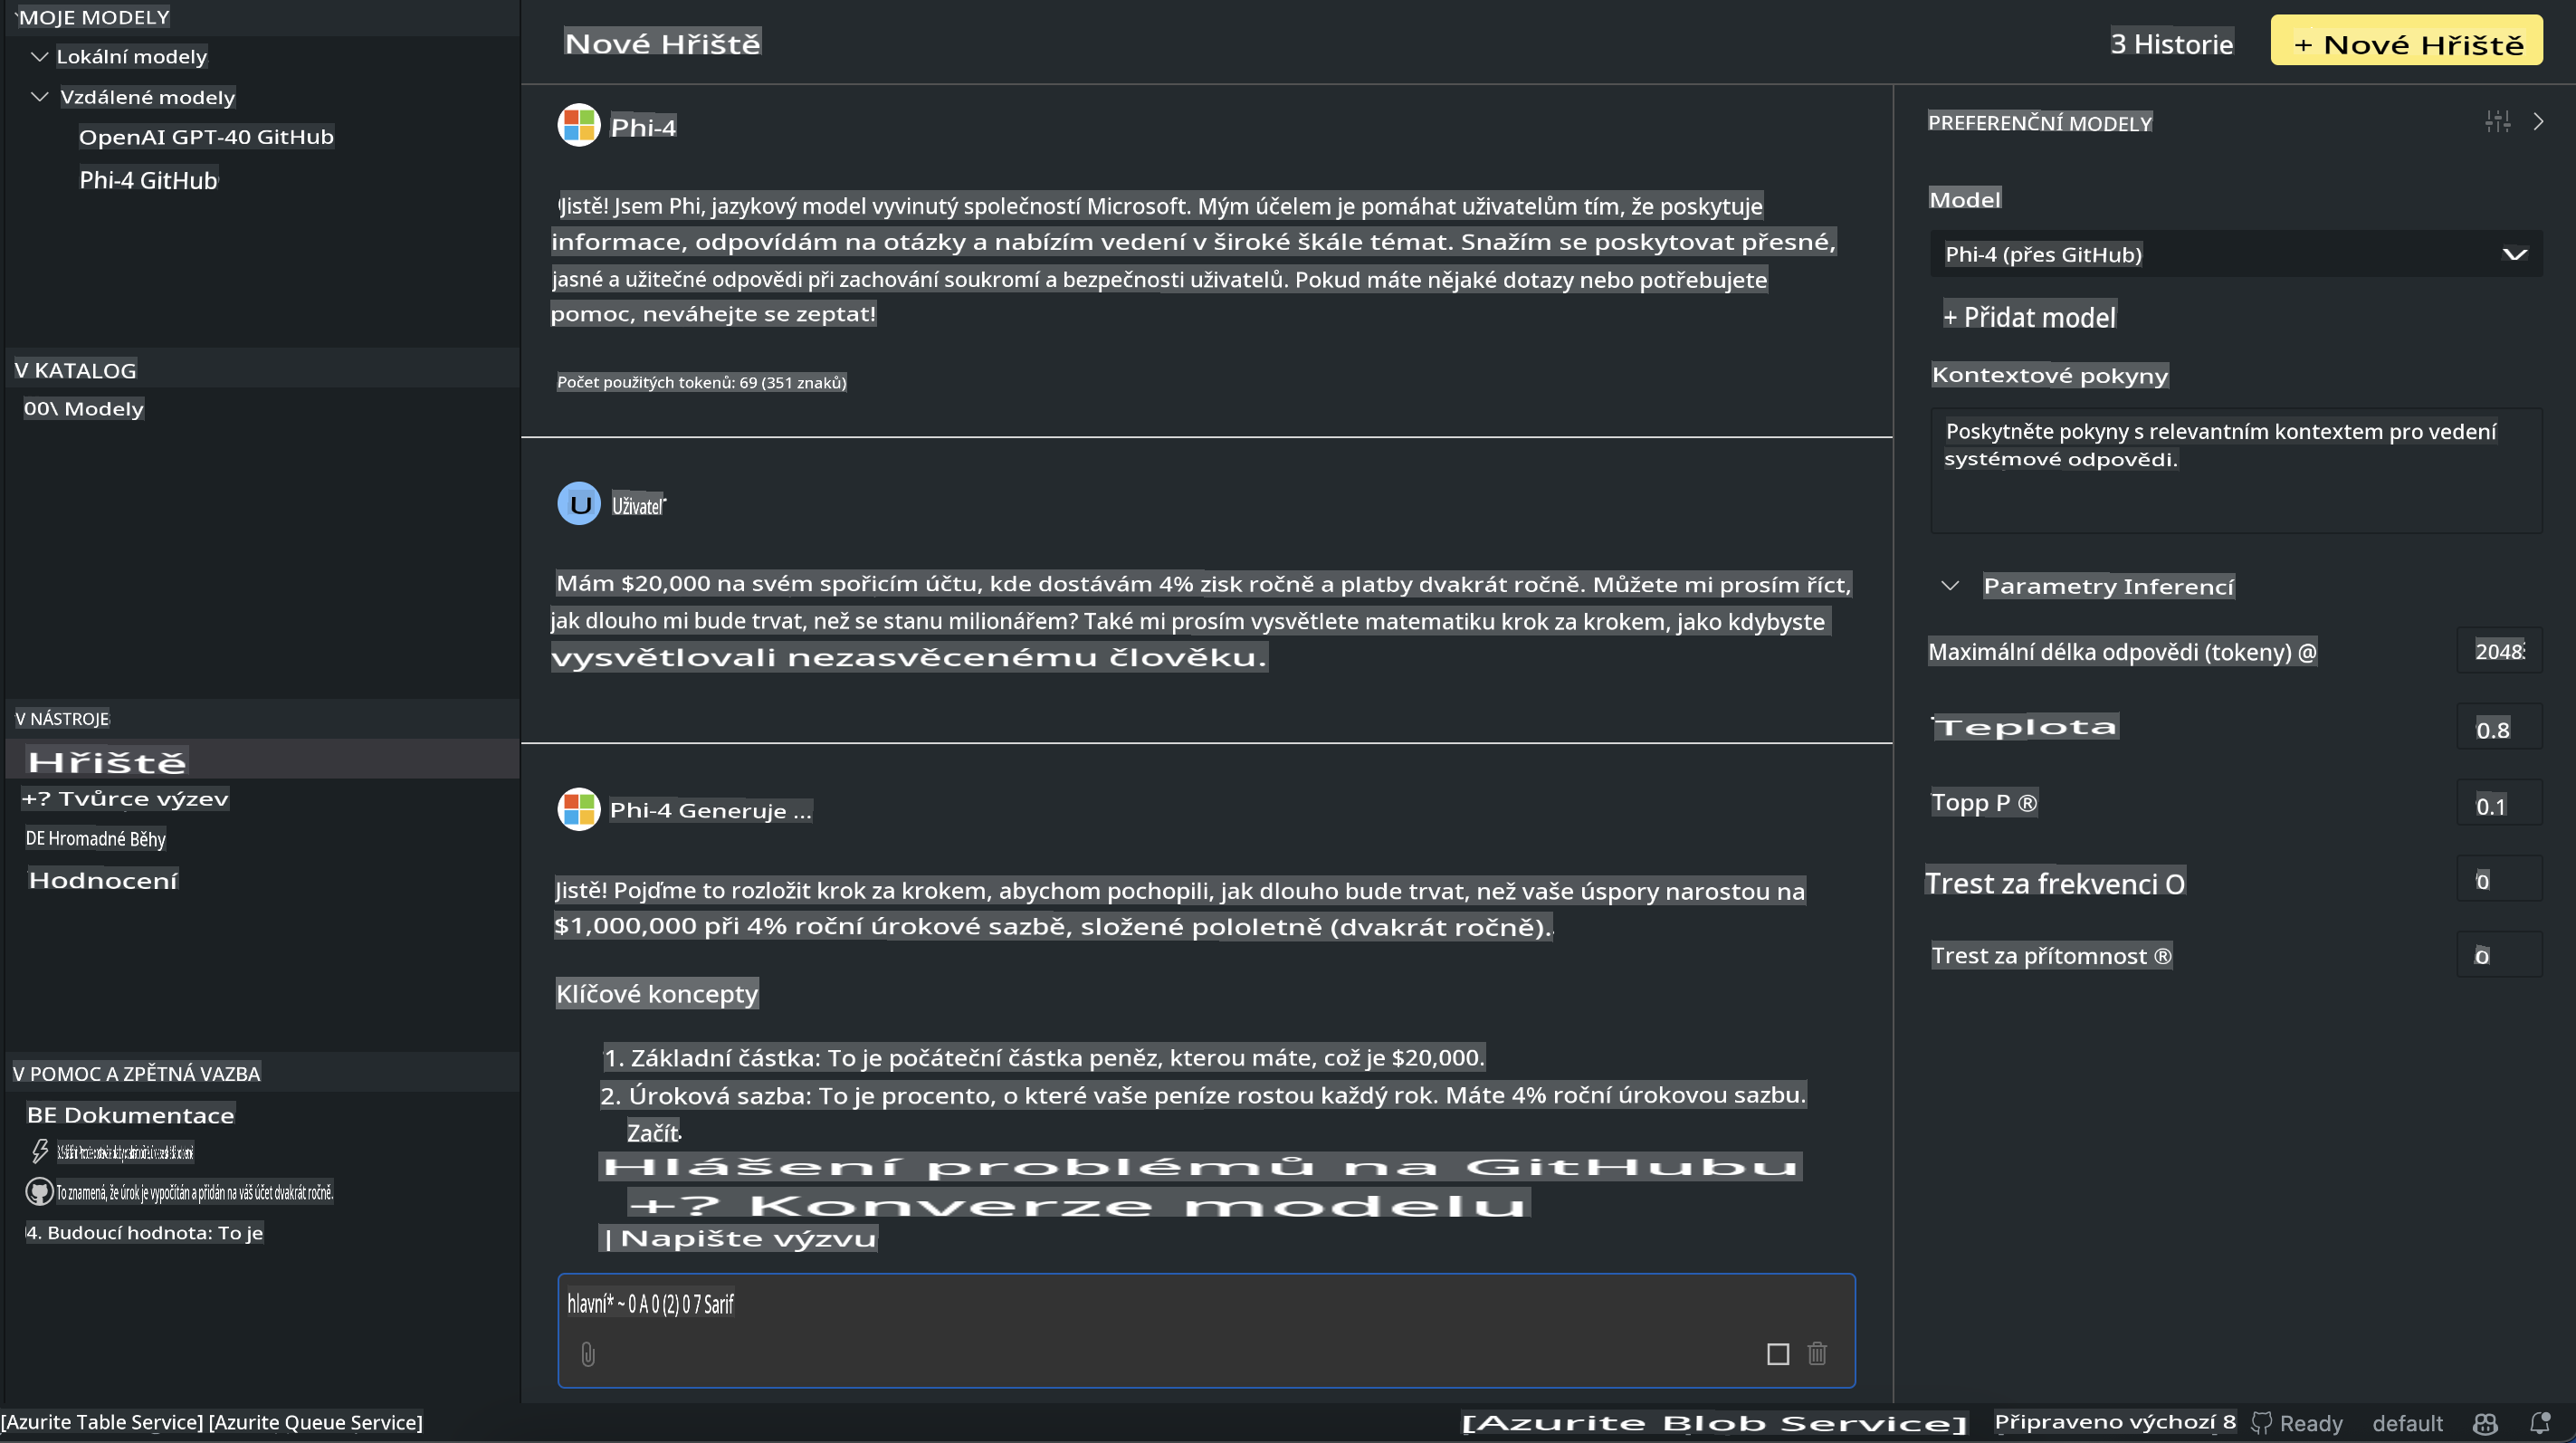 MOJE MODELY
Lokální modely
Vzdálené modely
OpenAI GPT-40 GitHub
Phi-4 GitHub
V KATALOG
00\ Modely
V NÁSTROJE
Hřiště
+? Tvůrce výzev
DE Hromadné Běhy
Hodnocení
V POMOC A ZPĚTNÁ VAZBA
BE Dokumentace
To znamená, že úrok je vypočítán a přidán na váš účet dvakrát ročně.
4. Budoucí hodnota: To je
Nové Hřiště
3 Historie
+ Nové Hřiště
Phi-4
Jistě! Jsem Phi, jazykový model vyvinutý společností Microsoft. Mým účelem je pomáhat uživatelům tím, že poskytuje
informace, odpovídám na otázky a nabízím vedení v široké škále témat. Snažím se poskytovat přesné,
jasné a užitečné odpovědi při zachování soukromí a bezpečnosti uživatelů. Pokud máte nějaké dotazy nebo potřebujete
pomoc, neváhejte se zeptat!
Počet použitých tokenů: 69 (351 znaků)
U
Uživatel
Mám $20,000 na svém spořicím účtu, kde dostávám 4% zisk ročně a platby dvakrát ročně. Můžete mi prosím říct,
jak dlouho mi bude trvat, než se stanu milionářem? Také mi prosím vysvětlete matematiku krok za krokem, jako kdybyste
vysvětlovali nezasvěcenému člověku.
Phi-4 Generuje ...
Jistě! Pojďme to rozložit krok za krokem, abychom pochopili, jak dlouho bude trvat, než vaše úspory narostou na
$1,000,000 při 4% roční úrokové sazbě, složené pololetně (dvakrát ročně).
Klíčové koncepty
1. Základní částka: To je počáteční částka peněz, kterou máte, což je $20,000.
2. Úroková sazba: To je procento, o které vaše peníze rostou každý rok. Máte 4% roční úrokovou sazbu.
Začít
Hlášení problémů na GitHubu
+? Konverze modelu
|Napište výzvu
hlavní* ~ 0 A 0 (2) 0 7 Sarif
PREFERENČNÍ MODELY
Model
Phi-4 (přes GitHub)
+ Přidat model
Kontextové pokyny
Poskytněte pokyny s relevantním kontextem pro vedení
systémové odpovědi.
Parametry Inferencí
Maximální délka odpovědi (tokeny) @
2048
Teplota
0.8
Topp P ®
0.1
Trest za frekvenci O
0
Trest za přítomnost ®
0
[Azurite Table Service] [Azurite Queue Service]
[Azurite Blob Service]
Připraveno výchozí 8
Ready
default